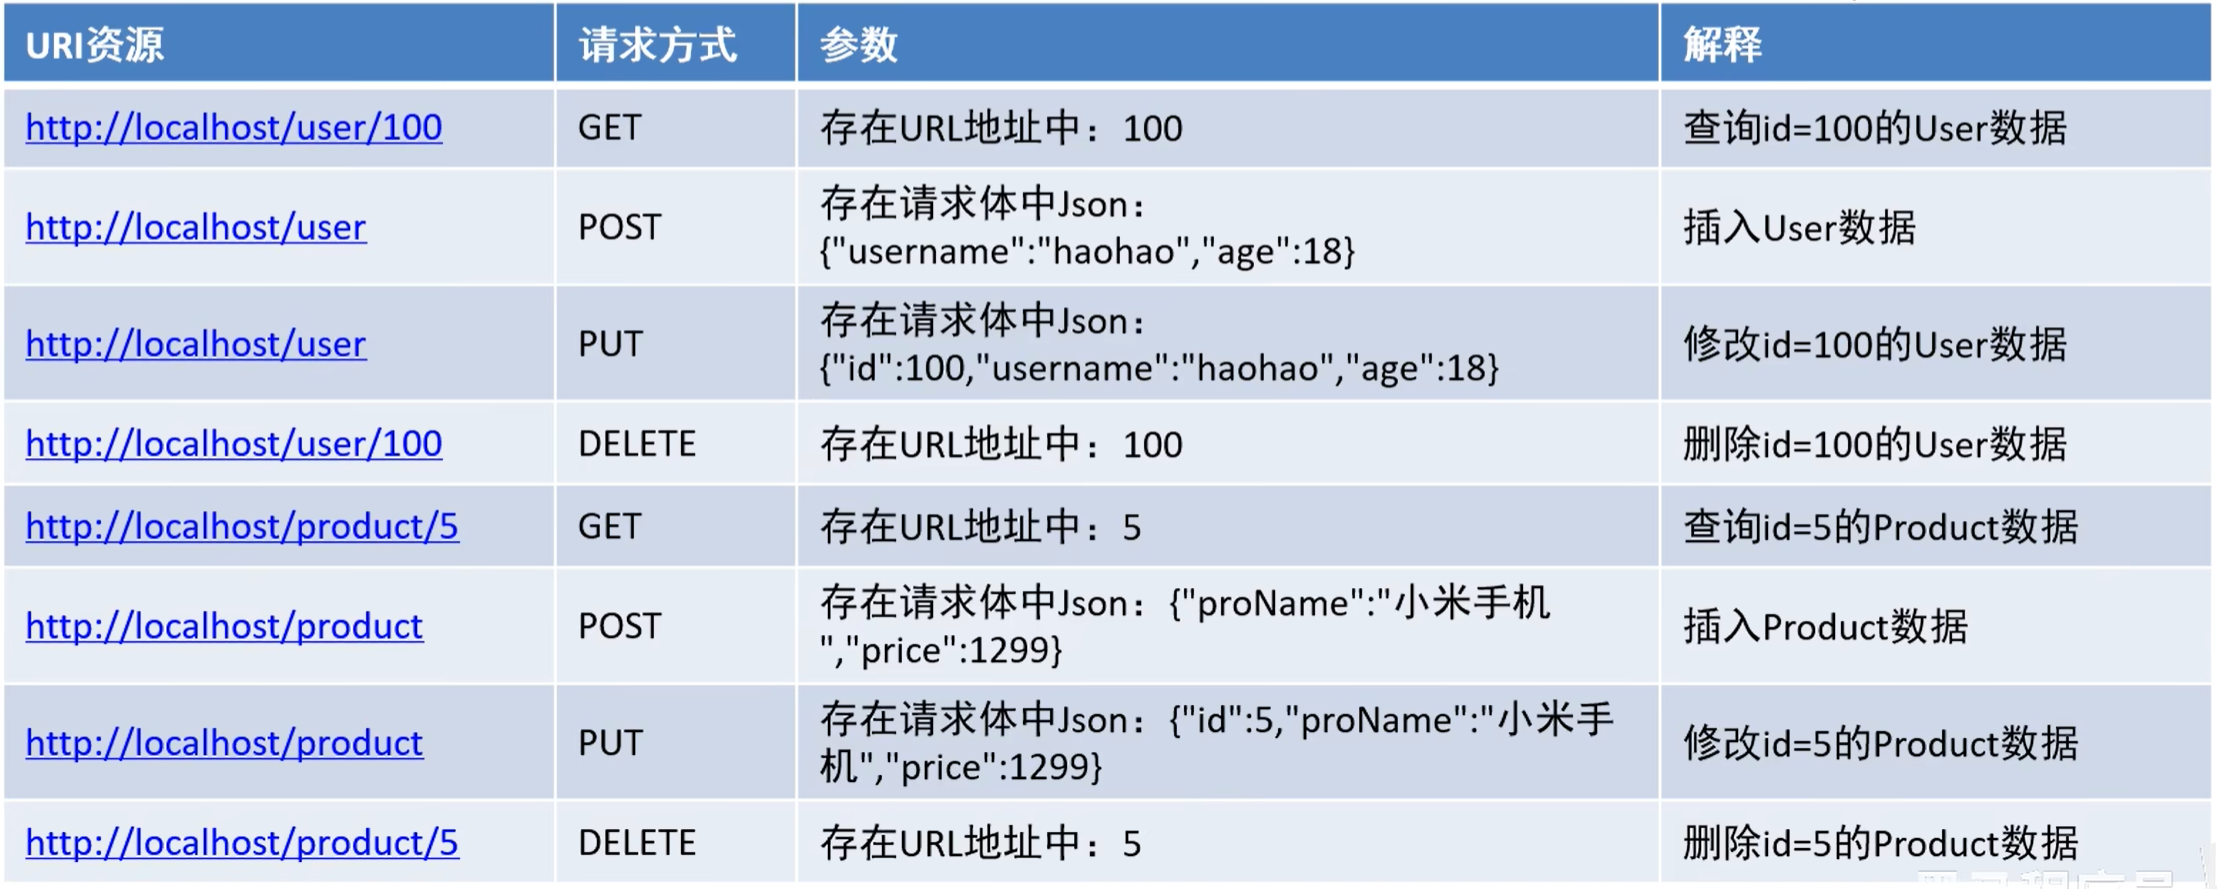 URI资源 请求方式 参数 解释
http://localhost/user/100 GET 存在URL地址中：100 查询id=100的User数据
http://localhost/user POST 存在请求体中Json： 插入User数据
{"username":"haohao","age":18}
http://localhost/user PUT 存在请求体中Json： 修改id=100的User数据
{"id":100,"username":"haohao","age":18}
http://localhost/user/100 DELETE 存在URL地址中：100 删除id=100的User数据
http://localhost/product/5 GET 存在URL地址中：5 查询id=5的Product数据
http://localhost/product POST 存在请求体中Json：{"proName":"小米手机 插入Product数据
","price":1299}
http://localhost/product PUT 存在请求体中Json：{"id":5,"proName":"小米手 修改id=5的Product数据
机","price":1299}
http://localhost/product/5 DELETE 存在URL地址中：5 删除id=5的Product数据